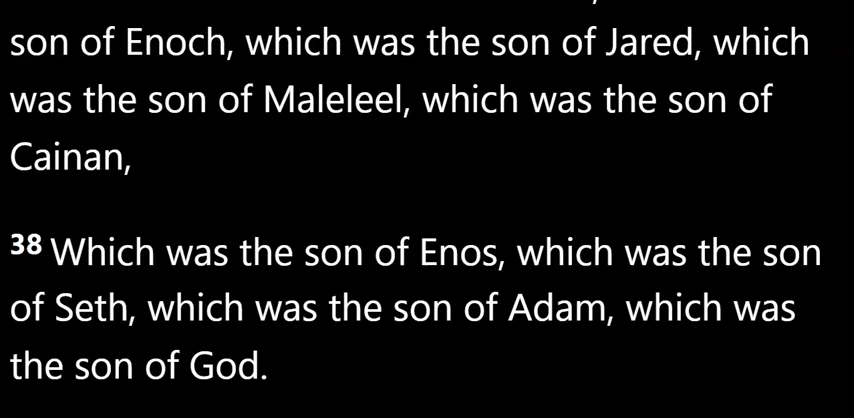 son of Enoch, which was the son of Jared, which
was the son of Maleleel, which was the son of
Cainan,
38 Which was the son of Enos, which was the son
of Seth, which was the son of Adam, which was
the son of God.